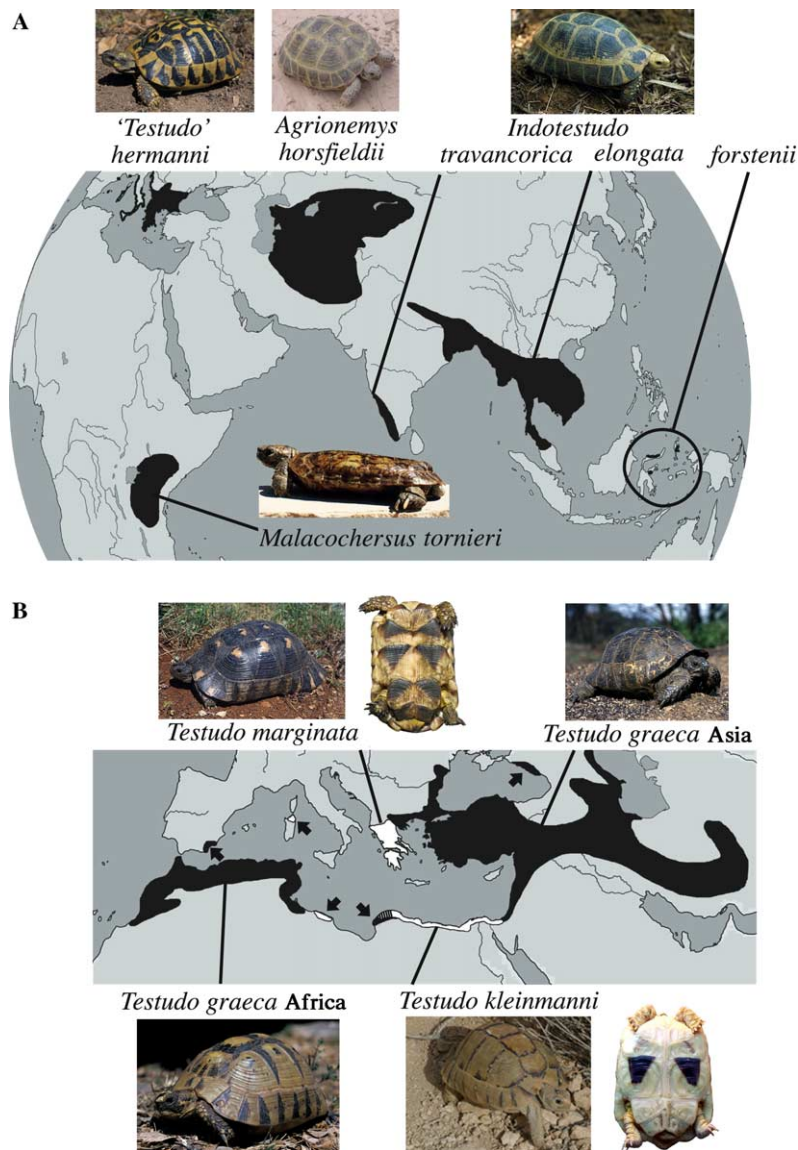 A
'Testudo'
hermanni
Agrionemys
horsfieldii
Indotestudo
travancorica elongata forstenii
Malacochersus tornieri
B
Testudo marginata
Testudo graeca Asia
Testudo graeca Africa
Testudo kleinmanni